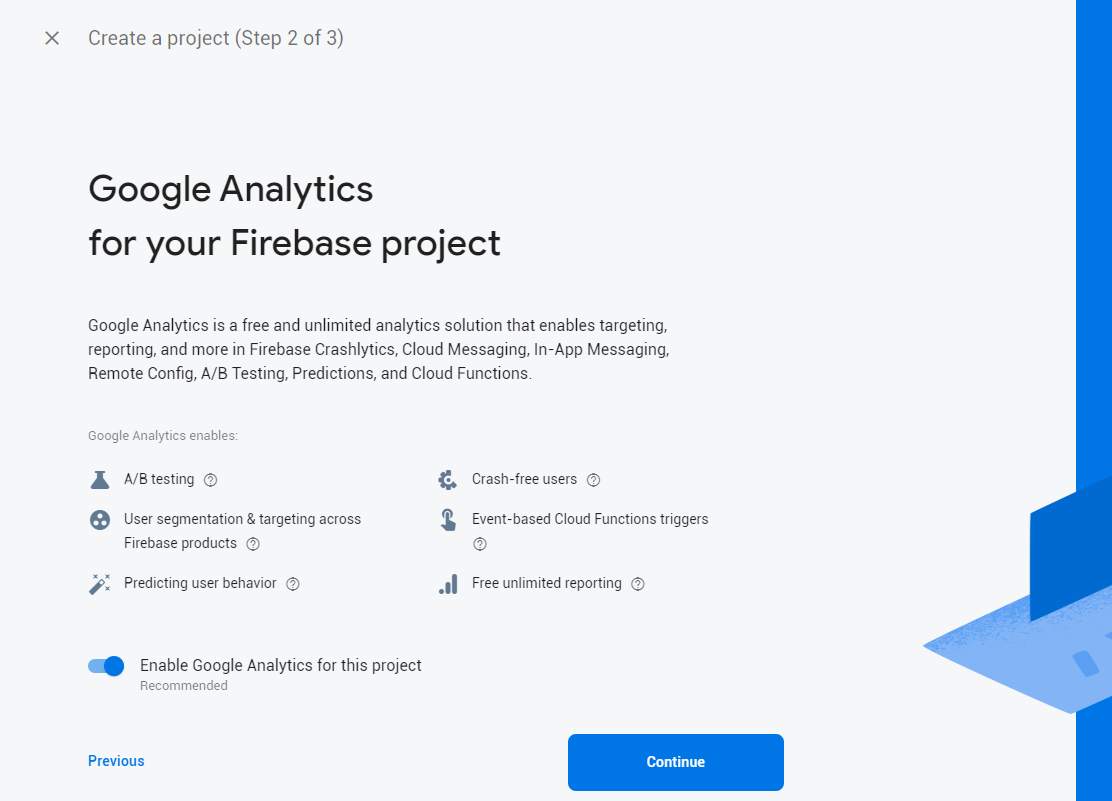 Create a project (Step 2 of 3)
Google Analytics
for your Firebase project
Google Analytics is a free and unlimited analytics solution that enables targeting,
reporting, and more in Firebase Crashlytics, Cloud Messaging, In-App Messaging,
Remote Config, A/B Testing, Predictions, and Cloud Functions.
Google Analytics enables:
A/B testing
Crash-free users
User segmentation & targeting across
Firebase products
Event-based Cloud Functions triggers
Predicting user behavior
Free unlimited reporting
Enable Google Analytics for this project
Recommended
Previous
Continue